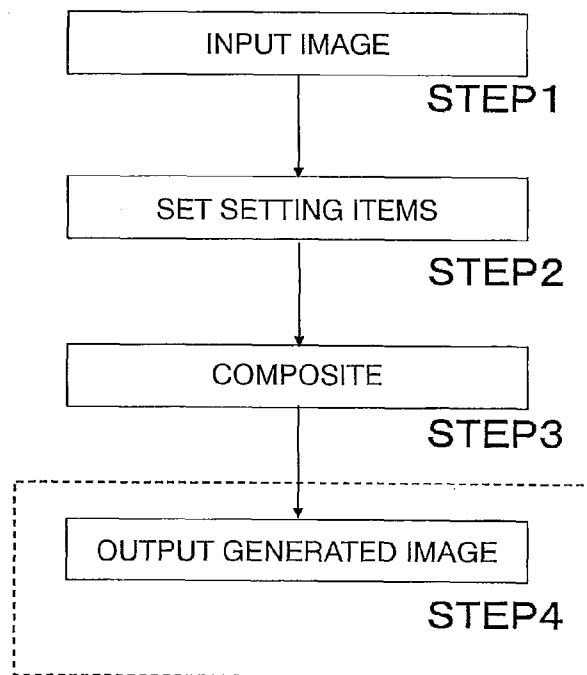 INPUT IMAGE
STEP1
SET SETTING ITEMS
STEP2
COMPOSITE
STEP3
OUTPUT GENERATED IMAGE
STEP4